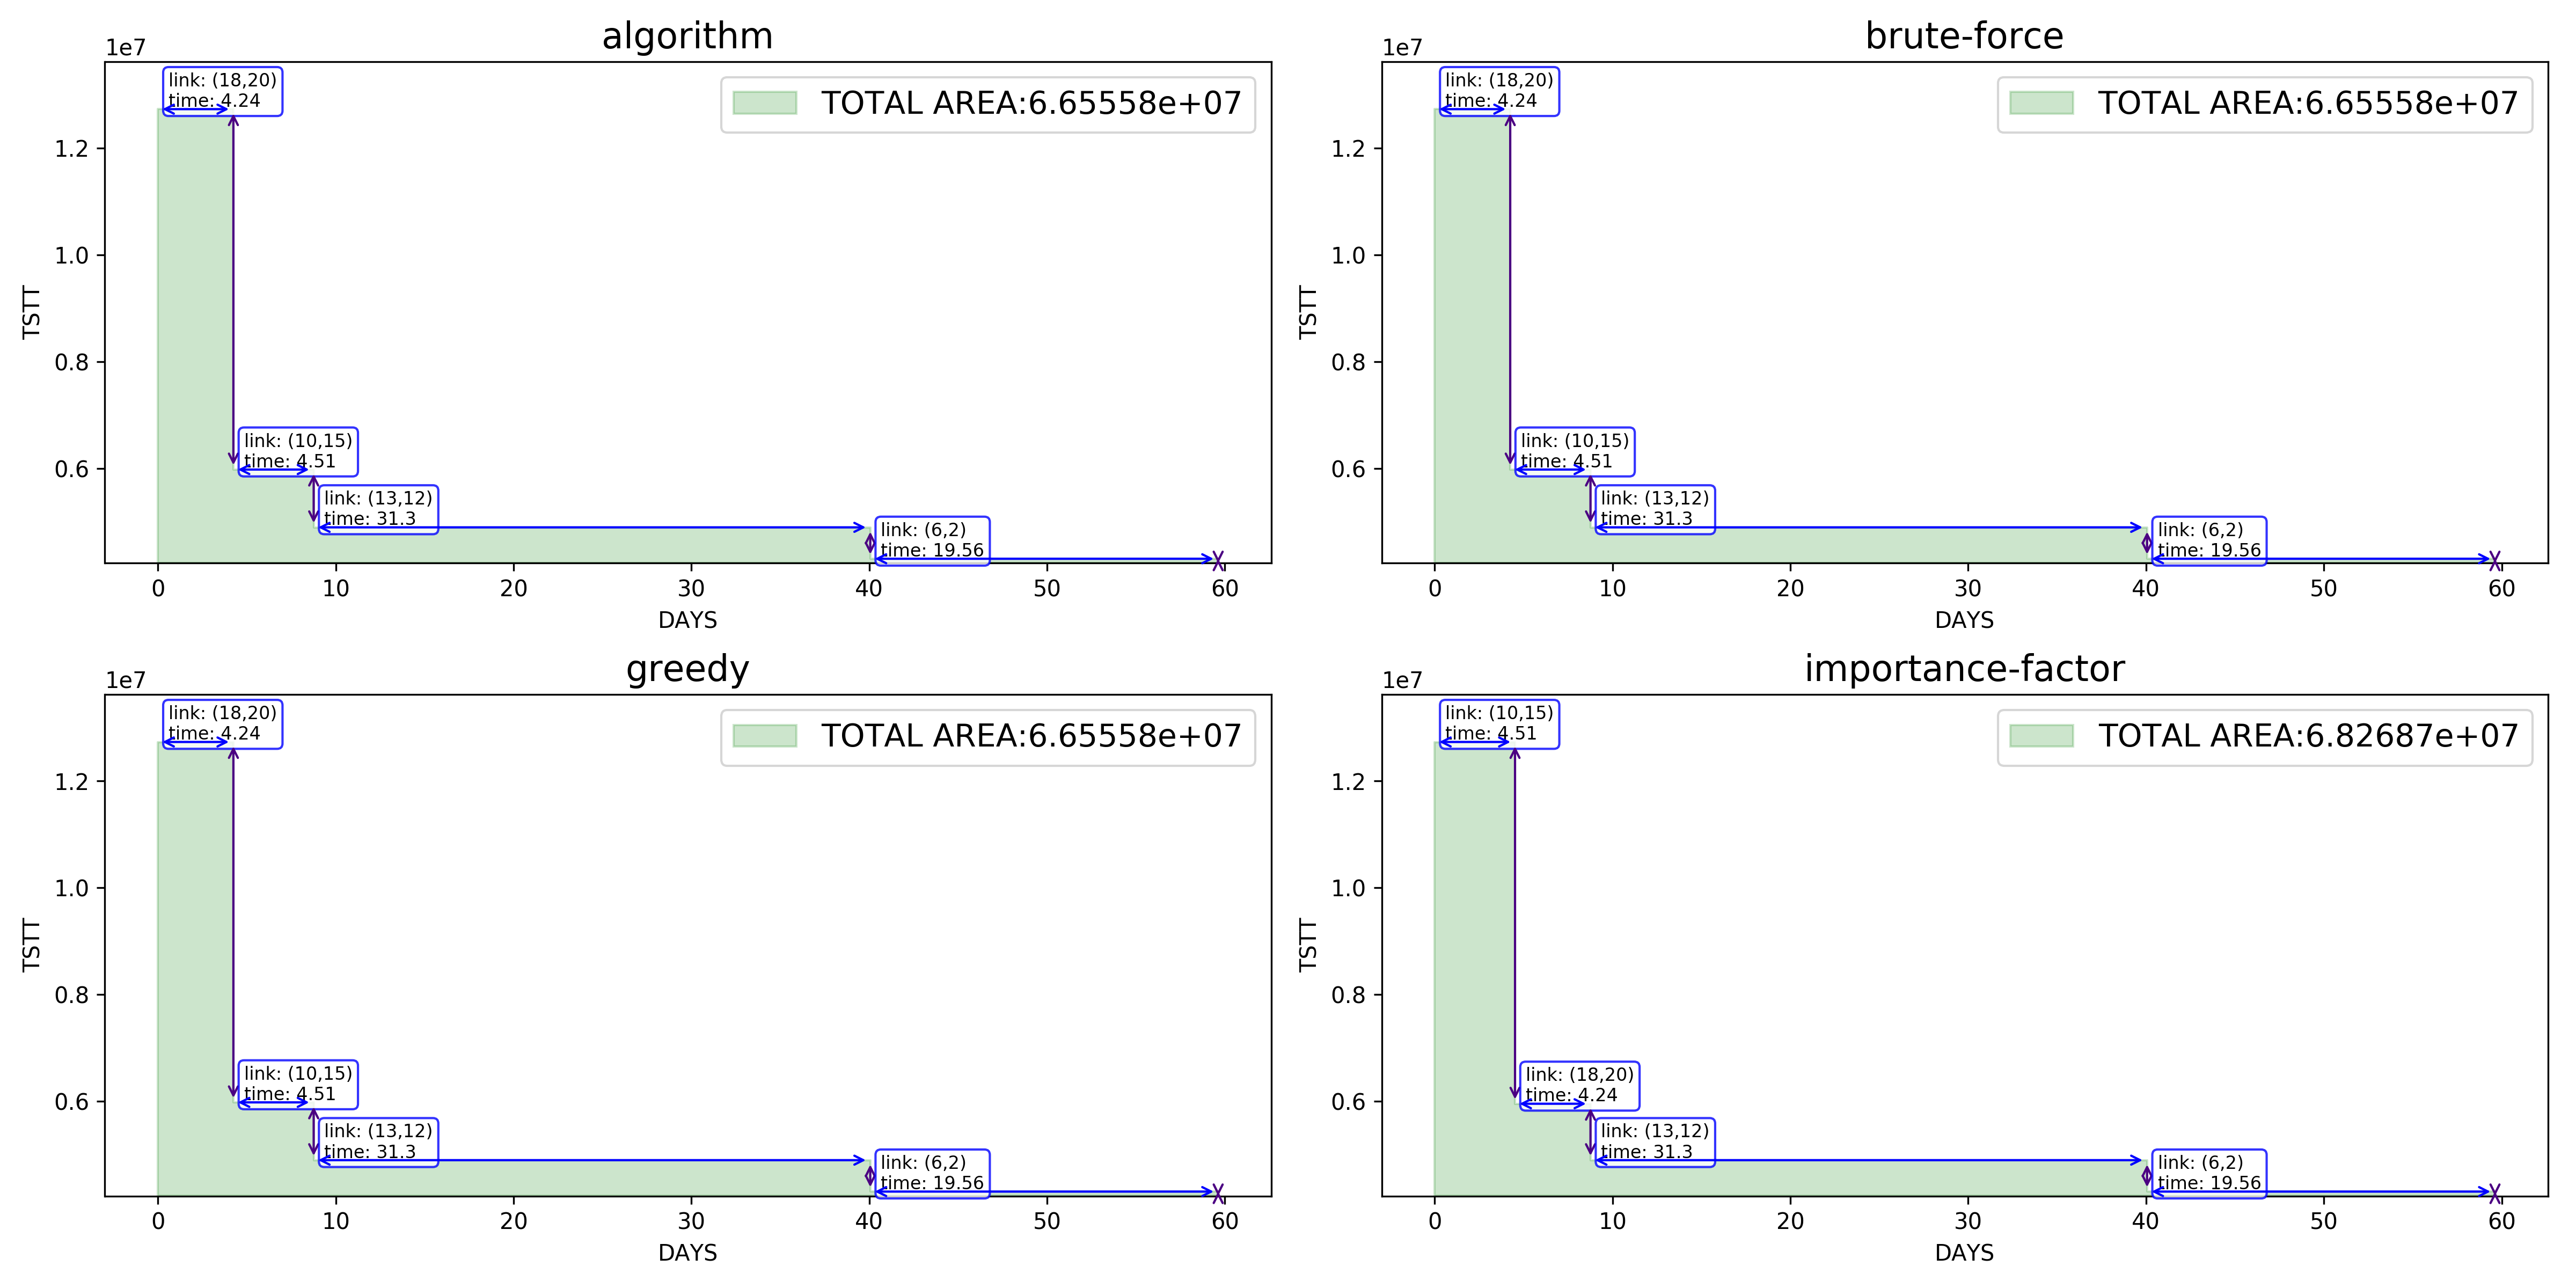 algorithm
1e7
link: (18,20)
time: 4.24
TOTAL AREA:6.65558e+07
1.2
1.0
0.8
0.6
TSTT
link: (10,15)
time: 4.51
link: (13,12)
time: 31.3
link: (6,2)
time: 19.56
0 10 20 30 40 50 60
DAYS
brute-force
1e7
link: (18,20)
time: 4.24
TOTAL AREA:6.65558e+07
1.2
1.0
0.8
0.6
TSTT
link: (10,15)
time: 4.51
link: (13,12)
time: 31.3
link: (6,2)
time: 19.56
0 10 20 30 40 50 60
DAYS
greedy
1e7
link: (18,20)
time: 4.24
TOTAL AREA:6.65558e+07
1.2
1.0
0.8
0.6
TSTT
link: (10,15)
time: 4.51
link: (13,12)
time: 31.3
link: (6,2)
time: 19.56
0 10 20 30 40 50 60
DAYS
importance-factor
1e7
link: (10,15)
time: 4.51
TOTAL AREA:6.82687e+07
1.2
1.0
0.8
0.6
TSTT
link: (18,20)
time: 4.24
link: (13,12)
time: 31.3
link: (6,2)
time: 19.56
0 10 20 30 40 50 60
DAYS